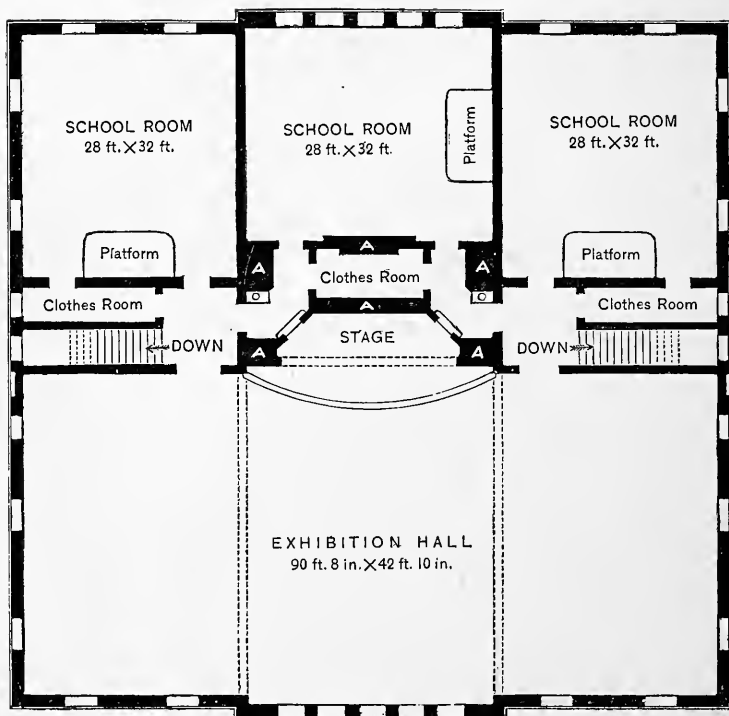 SCHOOL ROOM
28 ft. × 32 ft.
Platform
SCHOOL ROOM
28 ft. × 32 ft.
Platform
SCHOOL ROOM
28 ft. × 32 ft.
Platform
A
A
Clothes Room
A
Clothes Room
A
Clothes Room
DOWN
A
STAGE
A
DOWN
EXHIBITION HALL
90 ft. 8 in. × 42 ft. 10 in.